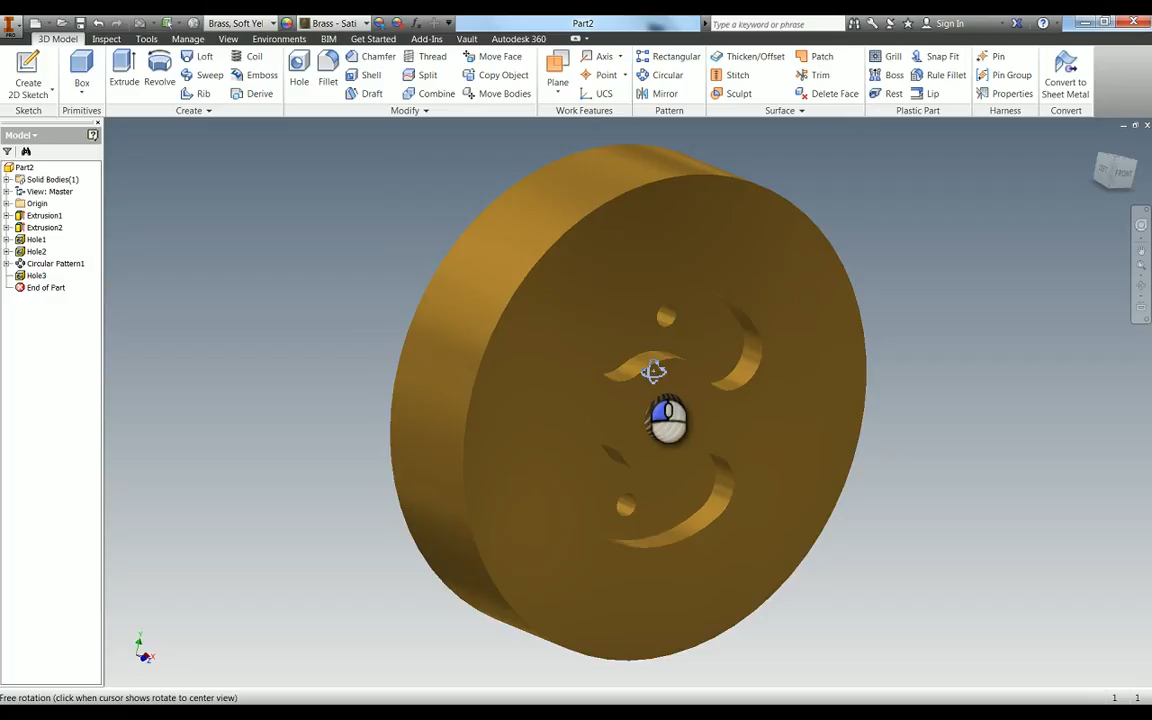 Brass, Soft Yel Brass - Sati Part2 Type a keyword or phrase Sign In
PRO 3D Model Inspect Tools Manage View Environments BIM Get Started Add-Ins Vault Autodesk 360
Loft Coil Chamfer Thread Move Face Axis Rectangular Thicken/Offset Patch Grill Snap Fit Pin
Create 2D Sketch Box Extrude Revolve Sweep Emboss Hole Fillet Shell Split Copy Object Plane Point Circular Stitch Trim Boss Rule Fillet Pin Group Convert to Sheet Metal
Rib Derive Draft Combine Move Bodies UCS Mirror Sculpt Delete Face Rest Lip Properties
Sketch Primitives Create Modify Work Features Pattern Surface Plastic Part Harness Convert
Model
Part2
Solid Bodies(1)
View: Master
Origin
Extrusion1
Extrusion2
Hole1
Hole2
Circular Pattern1
Hole3
End of Part
FRONT
Y
X
Z
Free rotation (click when cursor shows rotate to center view) 1 1